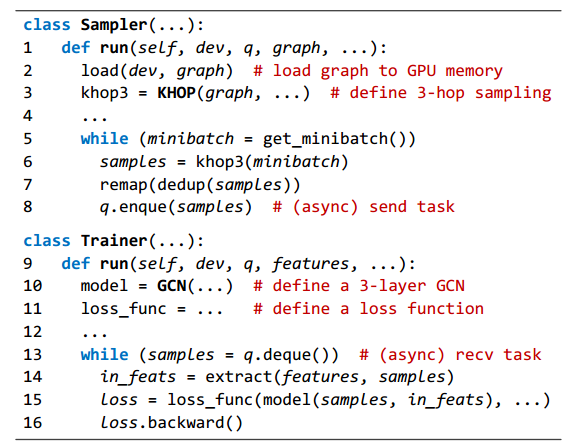 class Sampler(...):
1 def run(self, dev, q, graph, ...):
2 load(dev, graph) # load graph to GPU memory
3 khop3 = KHOP(graph, ...) # define 3-hop sampling
4 ...
5 while (minibatch = get_minibatch())
6 samples = khop3(minibatch)
7 remap(dedup(samples))
8 q.enque(samples) # (async) send task
class Trainer(...):
9 def run(self, dev, q, features, ...):
10 model = GCN(...) # define a 3-layer GCN
11 loss_func = ... # define a loss function
12 ...
13 while (samples = q.deque()) # (async) recv task
14 in_feats = extract(features, samples)
15 loss = loss_func(model(samples, in_feats), ...)
16 loss.backward()